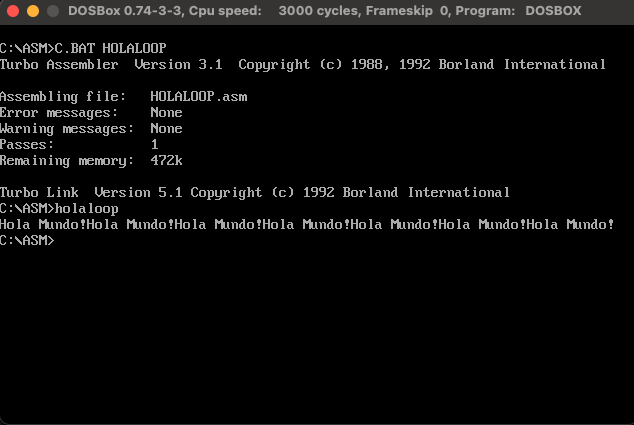 DOSBox 0.74-3-3, Cpu speed: 3000 cycles, Frameskip 0, Program: DOSBOX
C:\ASM>C.BAT HOLALOOP
Turbo Assembler Version 3.1 Copyright (c) 1988, 1992 Borland International
Assembling file: HOLALOOP.asm
Error messages: None
Warning messages: None
Passes: 1
Remaining memory: 472k
Turbo Link Version 5.1 Copyright (c) 1992 Borland International
C:\ASM>holaloop
Hola Mundo!Hola Mundo!Hola Mundo!Hola Mundo!Hola Mundo!Hola Mundo!Hola Mundo!
C:\ASM>